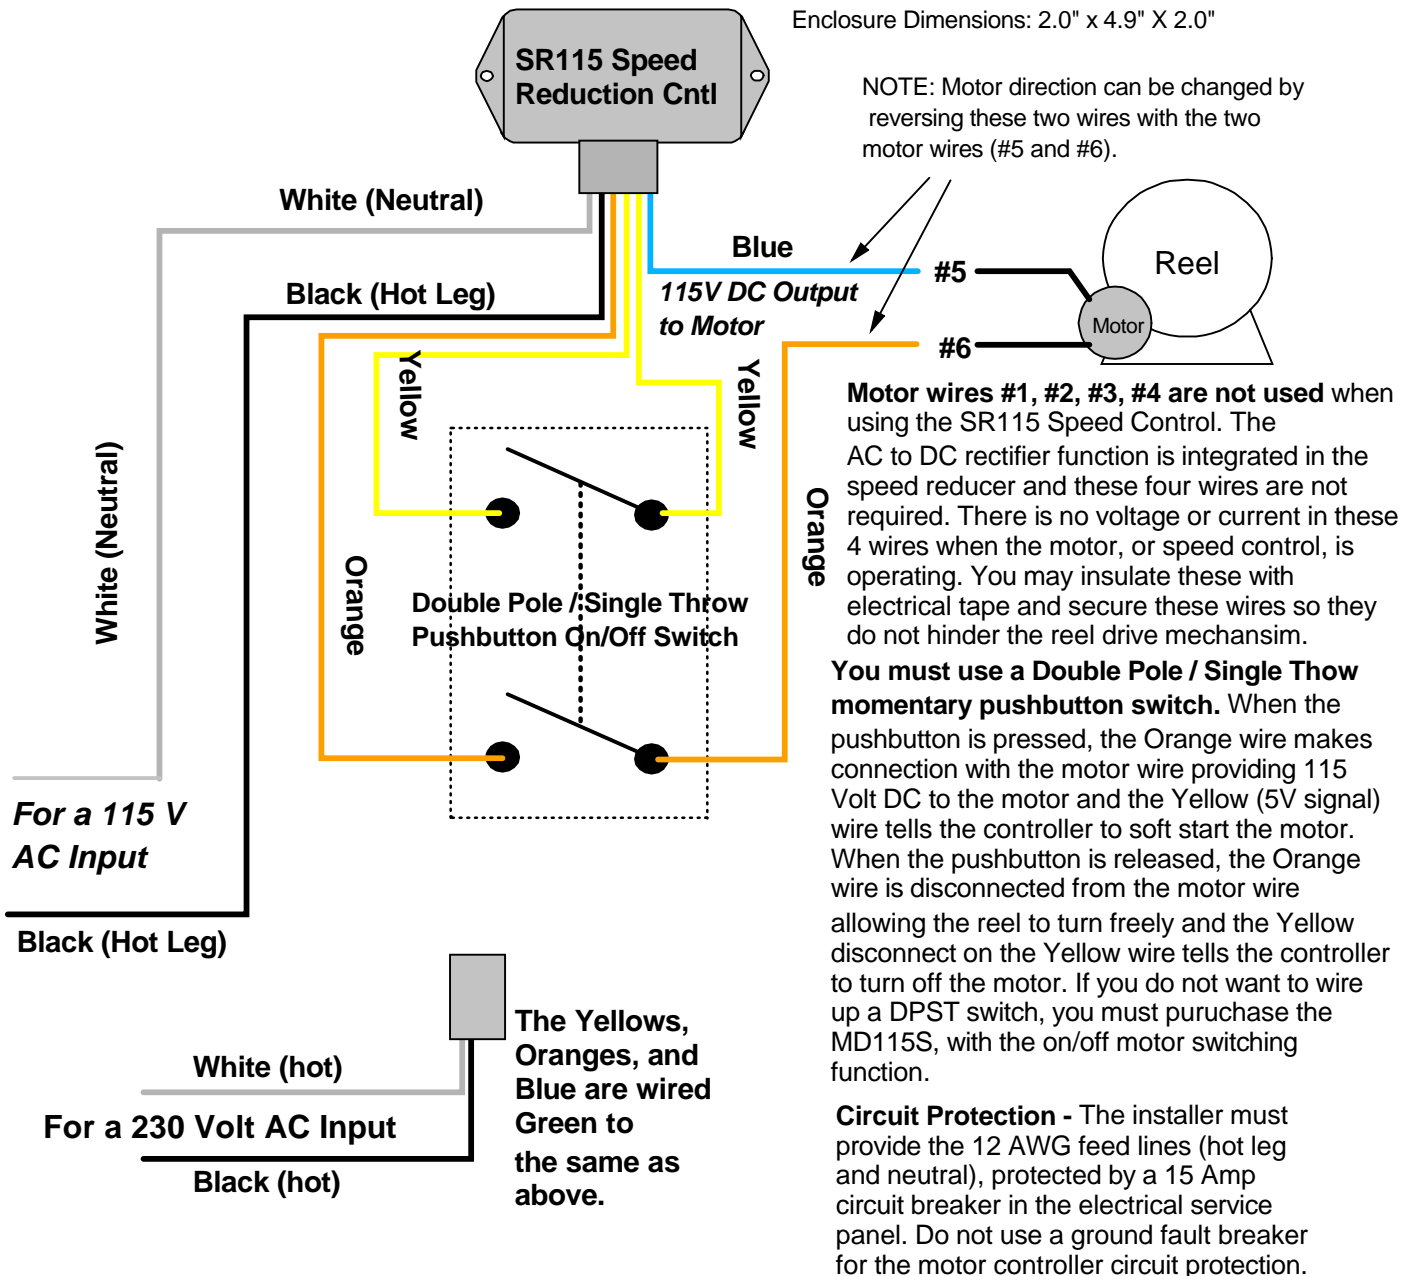 Enclosure Dimensions: 2.0" x 4.9" X 2.0"
SR115 Speed
Reduction Cntl
NOTE: Motor direction can be changed by
reversing these two wires with the two
motor wires (#5 and #6).
White (Neutral)
Blue
#5
Reel
Black (Hot Leg)
115V DC Output
to Motor
Motor
#6
Yellow
Yellow
Motor wires #1, #2, #3, #4 are not used when
using the SR115 Speed Control. The
AC to DC rectifier function is integrated in the
speed reducer and these four wires are not
required. There is no voltage or current in these
4 wires when the motor, or speed control, is
operating. You may insulate these with
electrical tape and secure these wires so they
do not hinder the reel drive mechansim.
White (Neutral)
Orange
Orange
Double Pole / Single Throw
Pushbutton On/Off Switch
You must use a Double Pole / Single Thow
momentary pushbutton switch. When the
pushbutton is pressed, the Orange wire makes
connection with the motor wire providing 115
Volt DC to the motor and the Yellow (5V signal)
wire tells the controller to soft start the motor.
When the pushbutton is released, the Orange
wire is disconnected from the motor wire
allowing the reel to turn freely and the Yellow
disconnect on the Yellow wire tells the controller
to turn off the motor. If you do not want to wire
up a DPST switch, you must puruchase the
MD115S, with the on/off motor switching
function.
For a 115 V
AC Input
Black (Hot Leg)
The Yellows,
Oranges, and
Blue are wired
Green to
the same as
above.
White (hot)
For a 230 Volt AC Input
Black (hot)
Circuit Protection - The installer must
provide the 12 AWG feed lines (hot leg
and neutral), protected by a 15 Amp
circuit breaker in the electrical service
panel. Do not use a ground fault breaker
for the motor controller circuit protection.